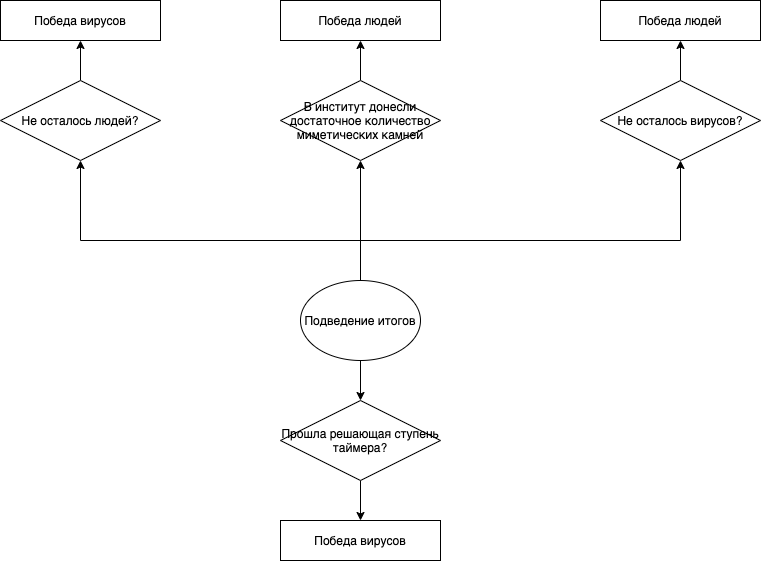 Победа вирусов
Победа людей
Победа людей
Не осталось людей?
В институт донесли
достаточное количество
миметических камней
Не осталось вирусов?
Подведение итогов
Прошла решающая ступень
таймера?
Победа вирусов